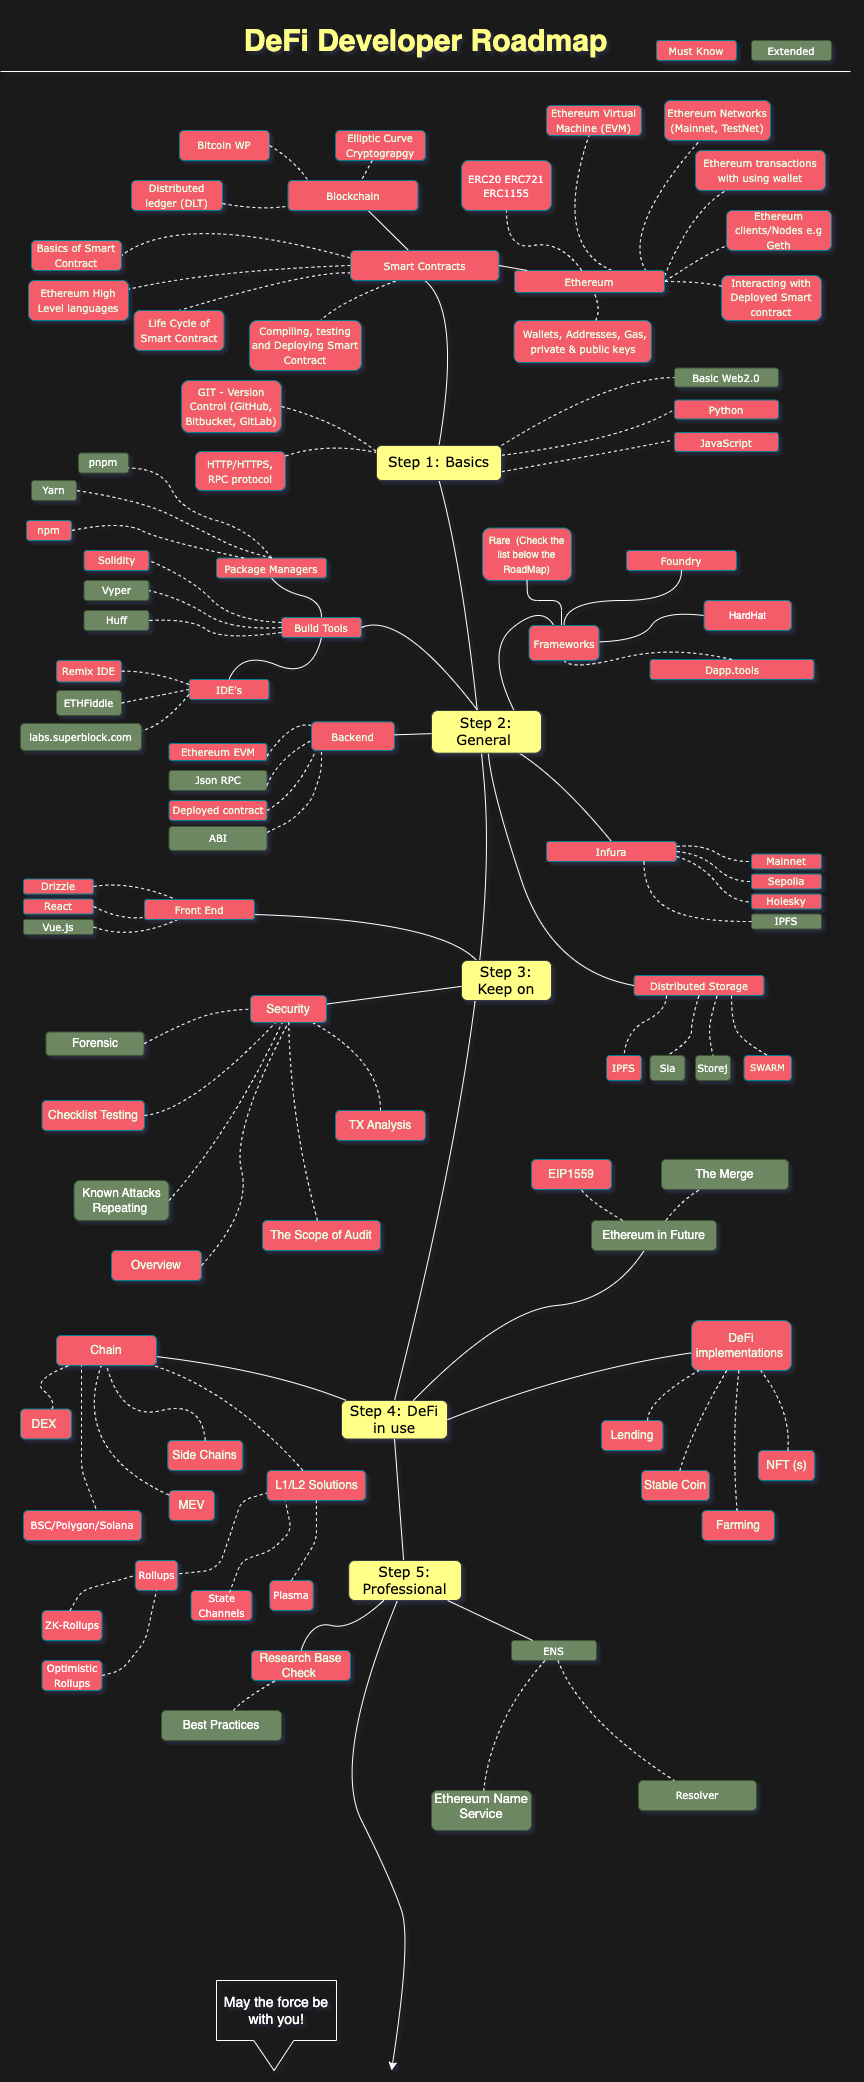 DeFi Developer Roadmap
Must Know
Extended
Ethereum Virtual
Machine (EVM)
Ethereum Networks
(Mainnet, TestNet)
Bitcoin WP
Elliptic Curve
Cryptograpgy
Ethereum transactions
with using wallet
ERC20 ERC721
ERC1155
Distributed
ledger (DLT)
Blockchain
Ethereum
clients/Nodes e.g
Geth
Basics of Smart
Contract
Smart Contracts
Ethereum
Interacting with
Deployed Smart
contract
Ethereum High
Level languages
Life Cycle of
Smart Contract
Compiling, testing
and Deploying Smart
Contract
Wallets, Addresses, Gas,
private & public keys
Basic Web2.0
GIT - Version
Control (GitHub,
Bitbucket, GitLab)
Python
JavaScript
Step 1: Basics
HTTP/HTTPS,
RPC protocol
pnpm
Yarn
npm
Rare (Check the
list below the
RoadMap)
Solidity
Package Managers
Foundry
Vyper
Huff
Build Tools
HardHat
Frameworks
Remix IDE
IDE's
Dapp.tools
ETHFiddle
labs.superblock.com
Step 2:
General
Backend
Ethereum EVM
Json RPC
Deployed contract
ABI
Infura
Mainnet
Sepolia
Holesky
IPFS
Drizzle
React
Vue.js
Front End
Step 3:
Keep on
Distributed Storage
Security
Forensic
IPFS
Sia
Storej
SWARM
Checklist Testing
TX Analysis
EIP1559
The Merge
Known Attacks
Repeating
The Scope of Audit
Ethereum in Future
Overview
Chain
DeFi
implementations
Step 4: DeFi
in use
DEX
Lending
Side Chains
NFT (s)
L1/L2 Solutions
Stable Coin
MEV
BSC/Polygon/Solana
Farming
Rollups
Step 5:
Professional
State
Channels
Plasma
ZK-Rollups
Optimistic
Rollups
Research Base
Check
ENS
Best Practices
Ethereum Name
Service
Resolver
May the force be
with you!